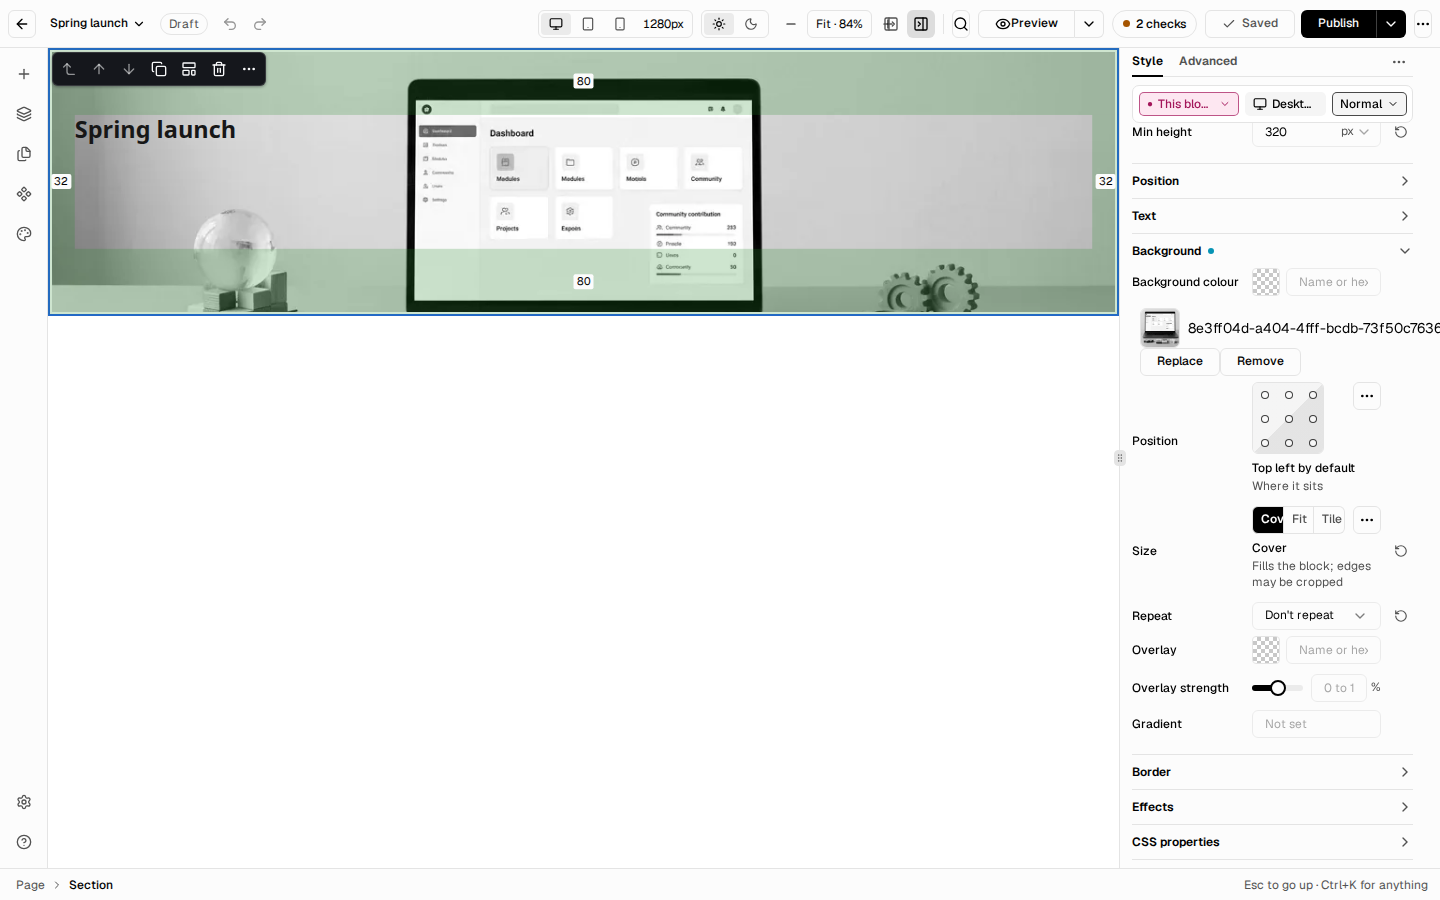 Spring launch
Draft
1280px
Fit · 84%
Preview
2 checks
Saved
Publish
Style
Advanced
This blo...
Deskt...
Normal
Min height
320
px
Position
Text
Background
Background colour
Name or hex
8e3ff04d-a404-4fff-bcdb-73f50c7636
Replace
Remove
Position
Top left by default
Where it sits
Cov
Fit
Tile
Size
Cover
Fills the block; edges
may be cropped
Repeat
Don't repeat
Overlay
Name or hex
Overlay strength
0 to 1
%
Gradient
Not set
Border
Effects
CSS properties
80
Spring launch
32
32
80
Dashboard
Dashboard
Modules
Modules
Community
Projects
Community contribution
Community
Settings
Page
Section
Esc to go up · Ctrl+K for anything